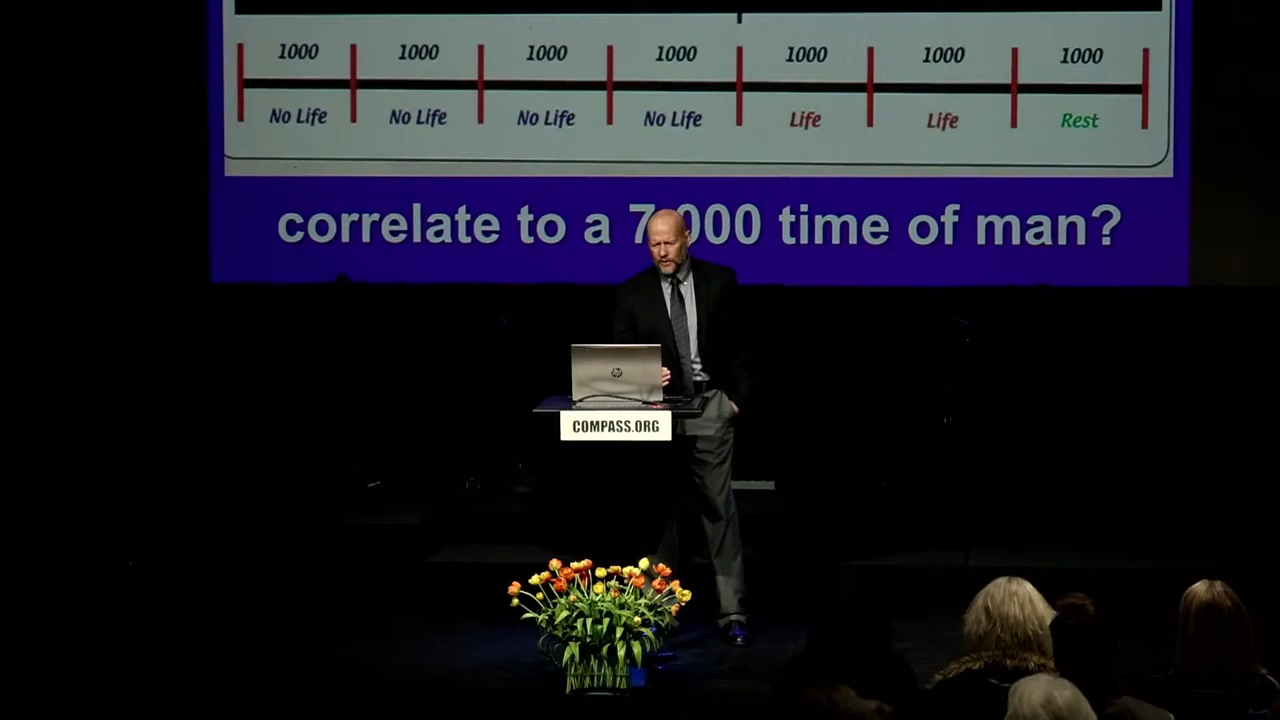 1000 1000 1000 1000 1000 1000 1000
No Life No Life No Life No Life Life Life Rest
correlate to a 7,000 time of man?
hp
COMPASS.ORG